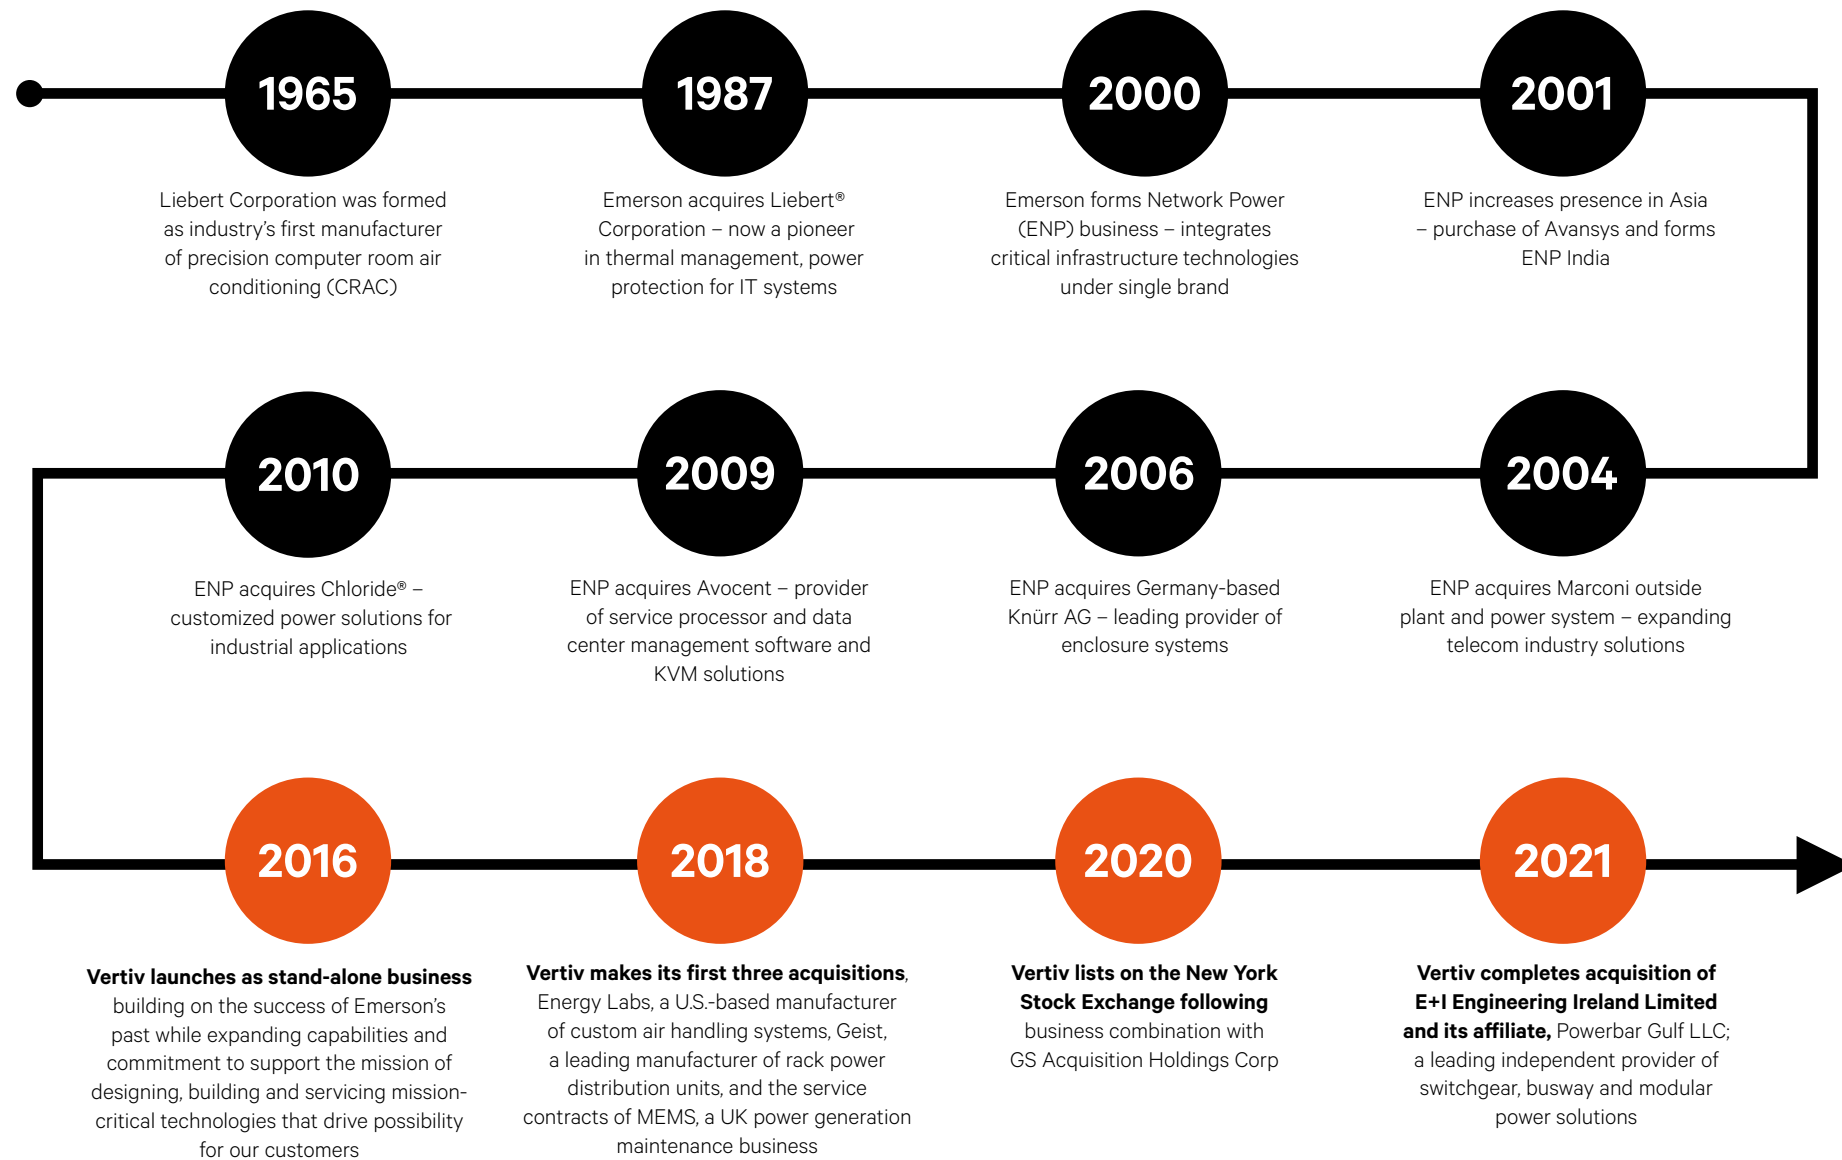 1965
Liebert Corporation was formed
as industry's first manufacturer
of precision computer room air
conditioning (CRAC)
1987
Emerson acquires Liebert®
Corporation – now a pioneer
in thermal management, power
protection for IT systems
2000
Emerson forms Network Power
(ENP) business – integrates
critical infrastructure technologies
under single brand
2001
ENP increases presence in Asia
– purchase of Avansys and forms
ENP India
2004
ENP acquires Marconi outside
plant and power system – expanding
telecom industry solutions
2006
ENP acquires Germany-based
Knürr AG – leading provider of
enclosure systems
2009
ENP acquires Avocent – provider
of service processor and data
center management software and
KVM solutions
2010
ENP acquires Chloride® –
customized power solutions for
industrial applications
2016
Vertiv launches as stand-alone business
building on the success of Emerson's
past while expanding capabilities and
commitment to support the mission of
designing, building and servicing mission-
critical technologies that drive possibility
for our customers
2018
Vertiv makes its first three acquisitions,
Energy Labs, a U.S.-based manufacturer
of custom air handling systems, Geist,
a leading manufacturer of rack power
distribution units, and the service
contracts of MEMS, a UK power generation
maintenance business
2020
Vertiv lists on the New York
Stock Exchange following
business combination with
GS Acquisition Holdings Corp
2021
Vertiv completes acquisition of
E+I Engineering Ireland Limited
and its affiliate, Powerbar Gulf LLC;
a leading independent provider of
switchgear, busway and modular
power solutions